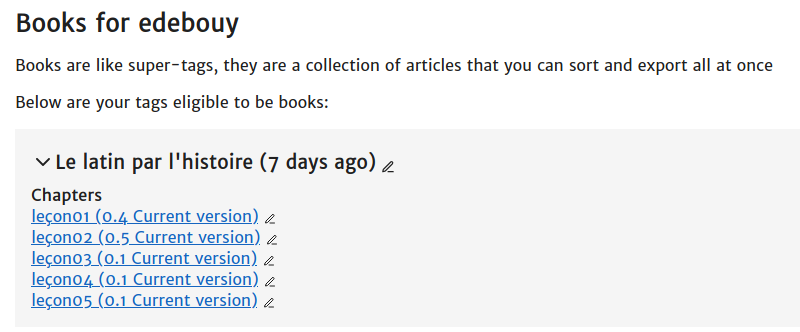 Books for edebouy
Books are like super-tags, they are a collection of articles that you can sort and export all at once
Below are your tags eligible to be books:
Le latin par l'histoire (7 days ago)
Chapters
leçon01 (0.4 Current version)
leçon02 (0.5 Current version)
leçon03 (0.1 Current version)
leçon04 (0.1 Current version)
leçon05 (0.1 Current version)